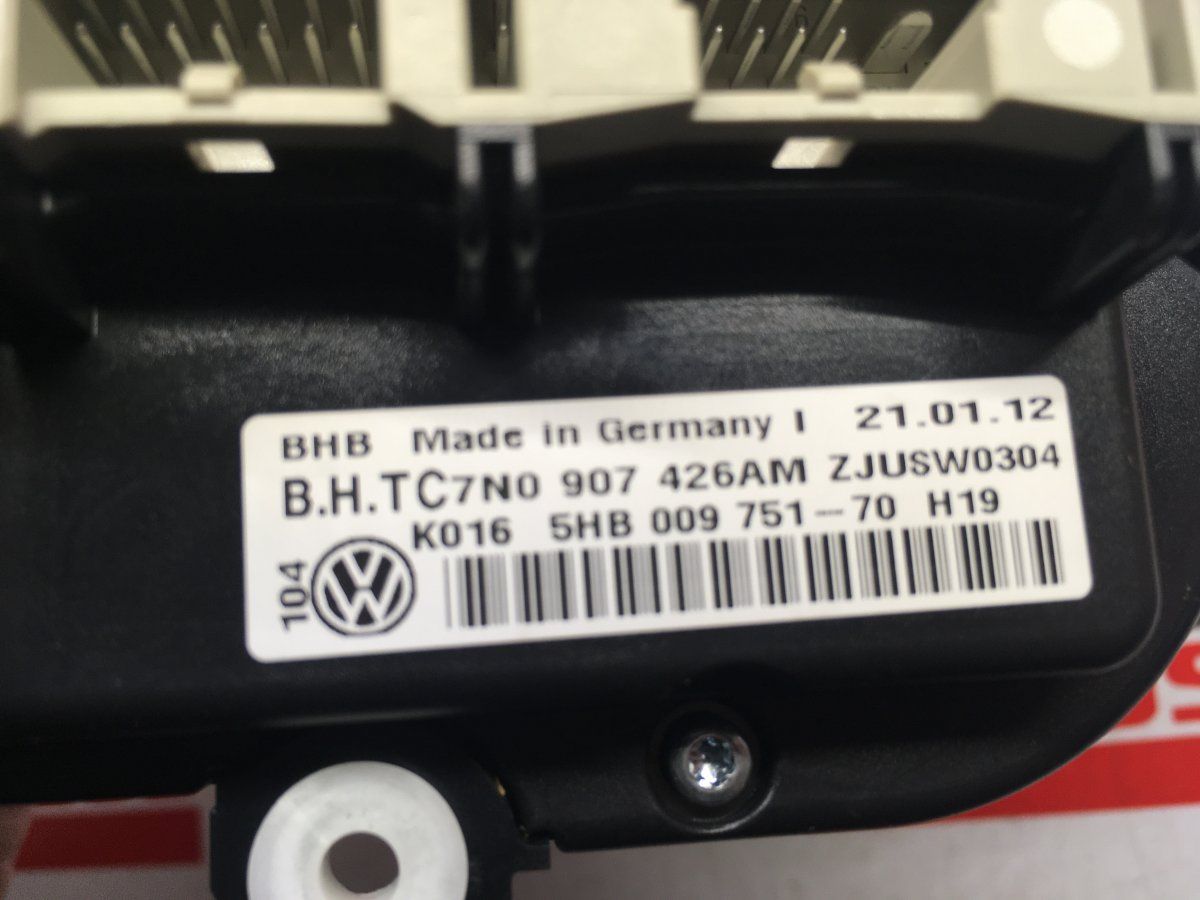 BHB Made in Germany I 21.01.12
B.H.TC7N0 907 426AM ZJUSW0304
K016 5HB 009 751-70 H19
104